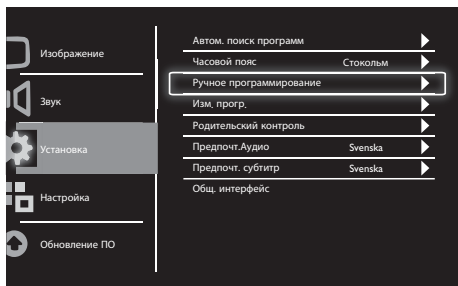 Изображение
Звук
Установка
Настройка
Обновление ПО
Автом. поиск программ
Часовой пояс Стокольм
Ручное программирование
Изм. прогр.
Родительский контроль
Предпочт.Аудио Svenska
Предпочт. субтитр Svenska
Общ. интерфейс